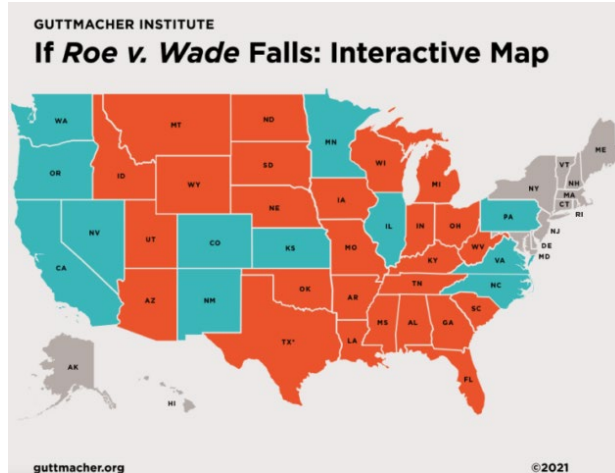 GUTTMACHER INSTITUTE
If Roe v. Wade Falls: Interactive Map
WA
MT
ND
MN
ME
OR
ID
SD
WI
MI
NY
VT
NH
MA
CT
RI
WY
NE
IA
PA
NJ
NV
UT
CO
KS
MO
IL
IN
OH
WV
VA
DE
MD
CA
KY
NC
AZ
NM
OK
AR
TN
SC
TX*
LA
MS
AL
GA
FL
AK
HI
guttmacher.org
©2021